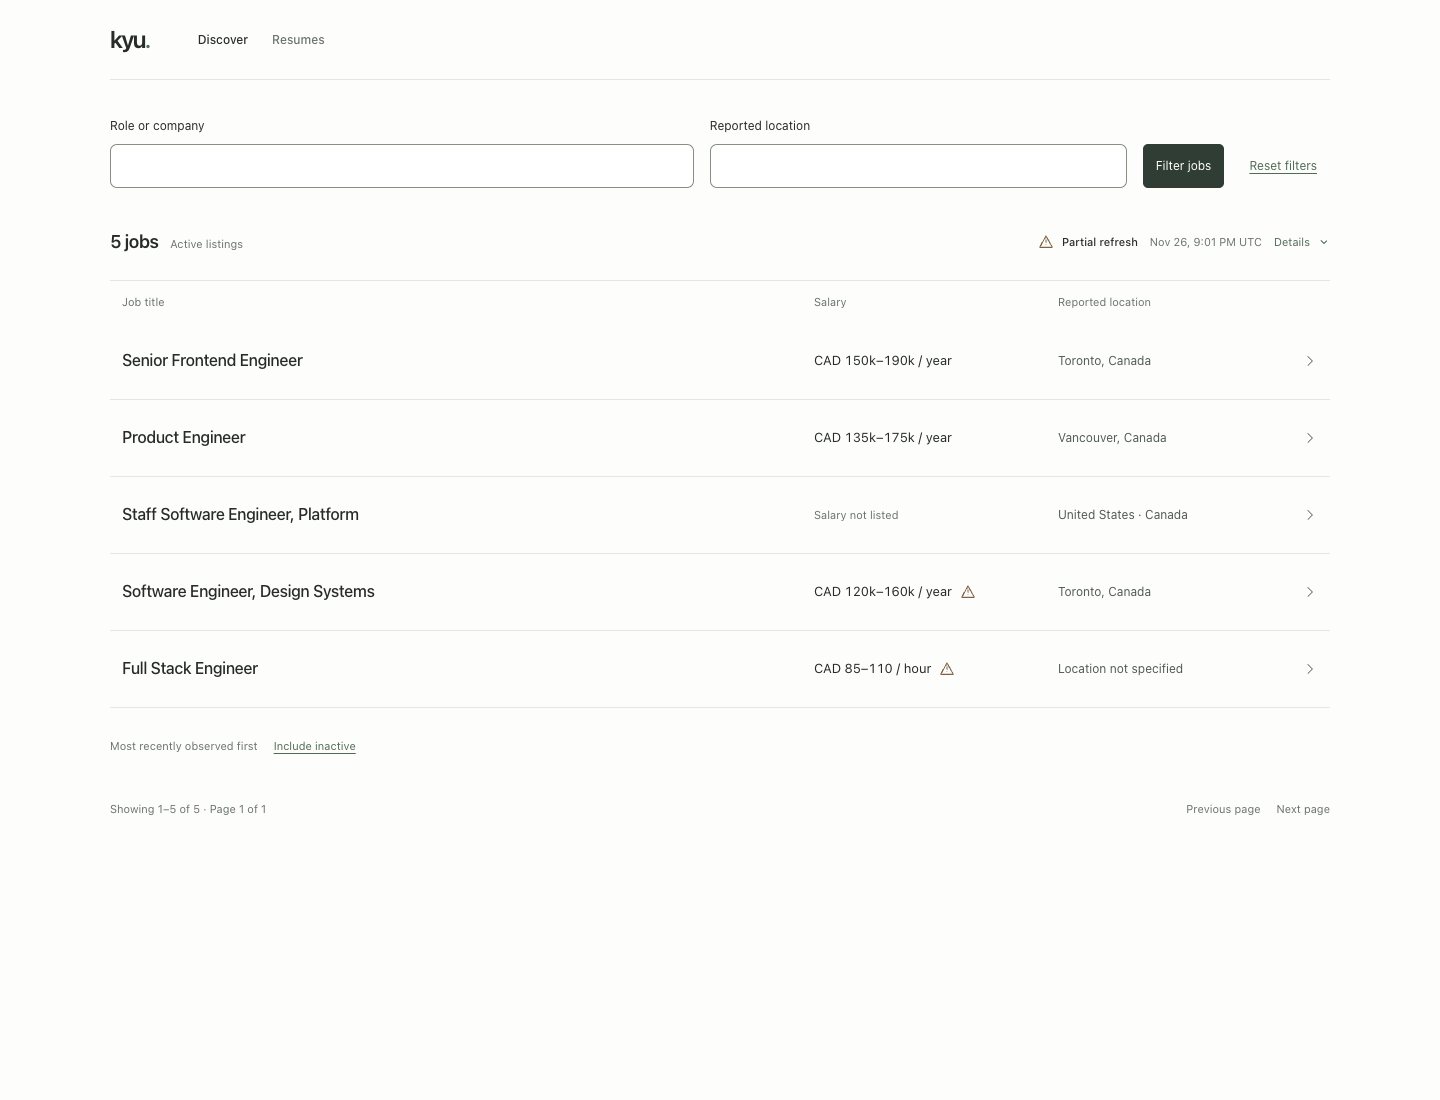 kyu.
Discover Resumes
Role or company Reported location
Filter jobs Reset filters
5 jobs Active listings Partial refresh Nov 26, 9:01 PM UTC Details
Job title Salary Reported location
Senior Frontend Engineer CAD 150k–190k / year Toronto, Canada
Product Engineer CAD 135k–175k / year Vancouver, Canada
Staff Software Engineer, Platform Salary not listed United States · Canada
Software Engineer, Design Systems CAD 120k–160k / year Toronto, Canada
Full Stack Engineer CAD 85–110 / hour Location not specified
Most recently observed first Include inactive
Showing 1–5 of 5 · Page 1 of 1 Previous page Next page